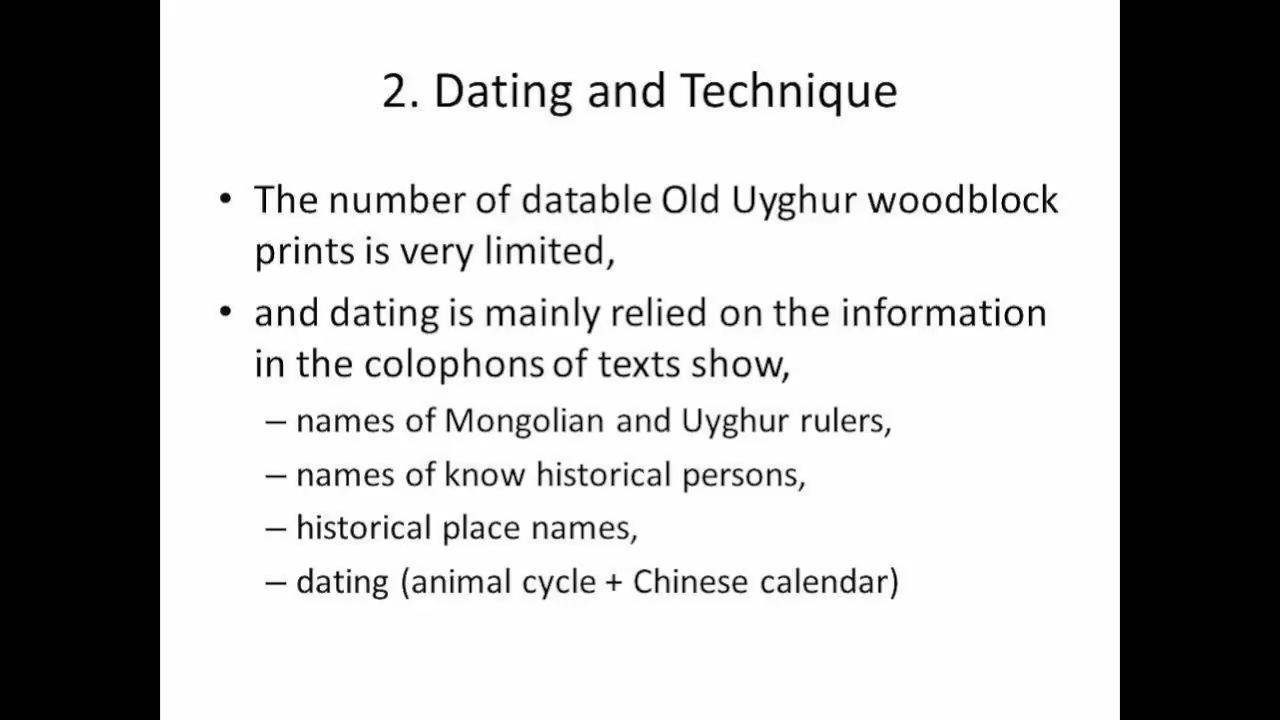 2. Dating and Technique
• The number of datable Old Uyghur woodblock
prints is very limited,
• and dating is mainly relied on the information
in the colophons of texts show,
– names of Mongolian and Uyghur rulers,
– names of know historical persons,
– historical place names,
– dating (animal cycle + Chinese calendar)